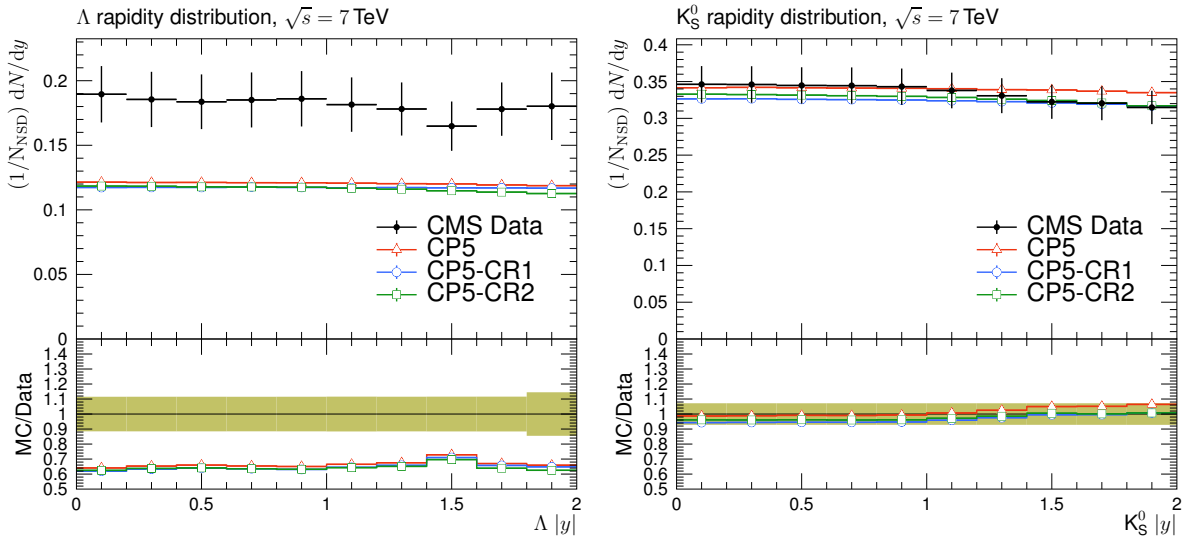 Λ rapidity distribution, √s = 7 TeV
(1/N_NSD) dN/dy
0.2
0.15
0.1
0.05
0
CMS Data
CP5
CP5-CR1
CP5-CR2
MC/Data
1.4
1.3
1.2
1.1
1
0.9
0.8
0.7
0.6
0.5
0 0.5 1 1.5 2
Λ |y|
K_S^0 rapidity distribution, √s = 7 TeV
(1/N_NSD) dN/dy
0.4
0.35
0.3
0.25
0.2
0.15
0.1
0.05
0
CMS Data
CP5
CP5-CR1
CP5-CR2
MC/Data
1.4
1.3
1.2
1.1
1
0.9
0.8
0.7
0.6
0.5
0 0.5 1 1.5 2
K_S^0 |y|